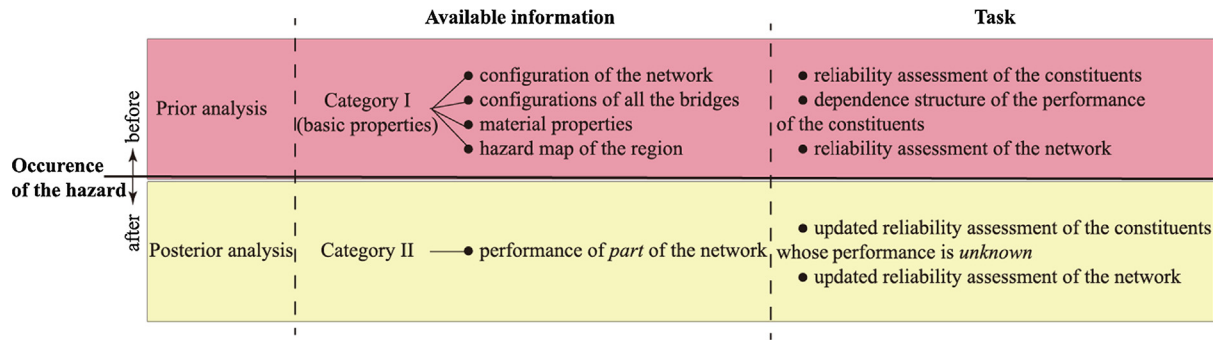 Available information
Task
before
Prior analysis
Category I
(basic properties)
● configuration of the network
● configurations of all the bridges
● material properties
● hazard map of the region
● reliability assessment of the constituents
● dependence structure of the performance
of the constituents
● reliability assessment of the network
Occurence
of the hazard
after
Posterior analysis
Category II
● performance of part of the network
● updated reliability assessment of the constituents
whose performance is unknown
● updated reliability assessment of the network